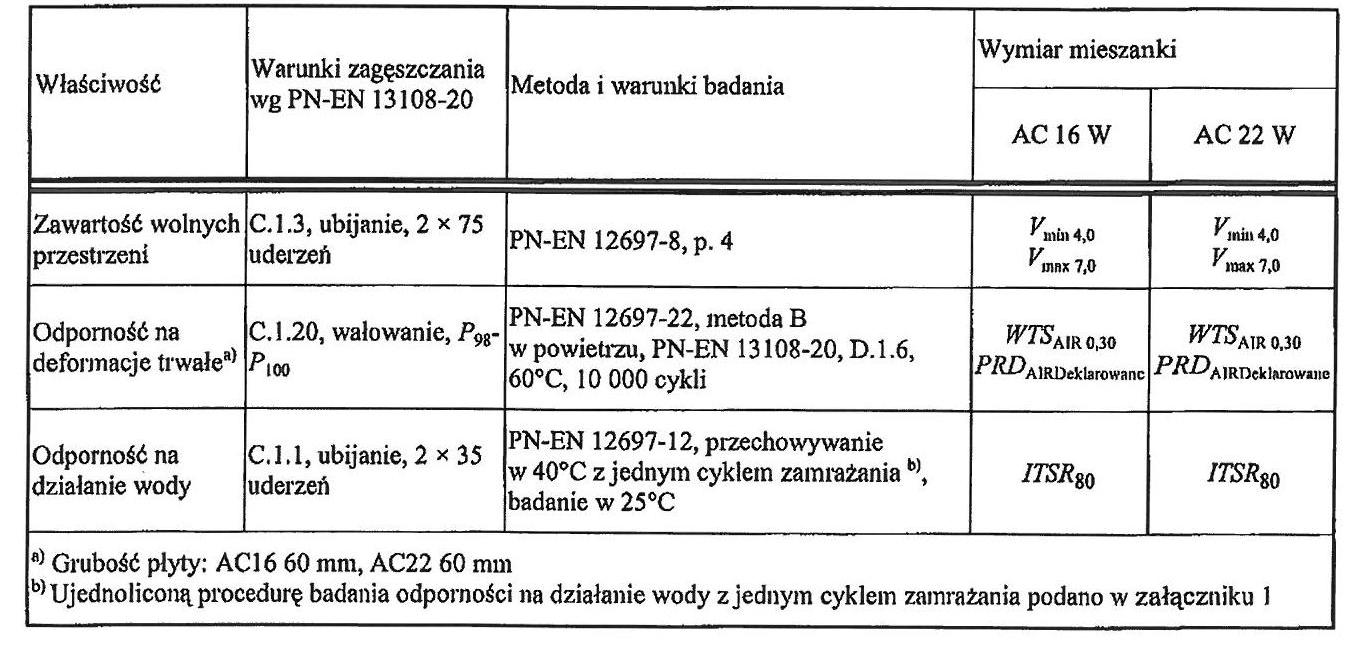 Właściwość
Warunki zagęszczania
wg PN-EN 13108-20
Metoda i warunki badania
Wymiar mieszanki
AC 16 W
AC 22 W
Zawartość wolnych
przestrzeni
C.1.3, ubijanie, 2 × 75
uderzeń
PN-EN 12697-8, p. 4
Vmin 4,0
Vmax 7,0
Vmin 4,0
Vmax 7,0
Odporność na
deformacje trwałe a)
C.1.20, wałowanie, P98-
P100
PN-EN 12697-22, metoda B
w powietrzu, PN-EN 13108-20, D.1.6,
60°C, 10 000 cykli
WTSAIR 0,30
PRDAIRDeklarowane
WTSAIR 0,30
PRDAIRDeklarowane
Odporność na
działanie wody
C.1.1, ubijanie, 2 × 35
uderzeń
PN-EN 12697-12, przechowywanie
w 40°C z jednym cyklem zamrażania b),
badanie w 25°C
ITSR80
ITSR80
a) Grubość płyty: AC16 60 mm, AC22 60 mm
b) Ujednoliconą procedurę badania odporności na działanie wody z jednym cyklem zamrażania podano w załączniku 1